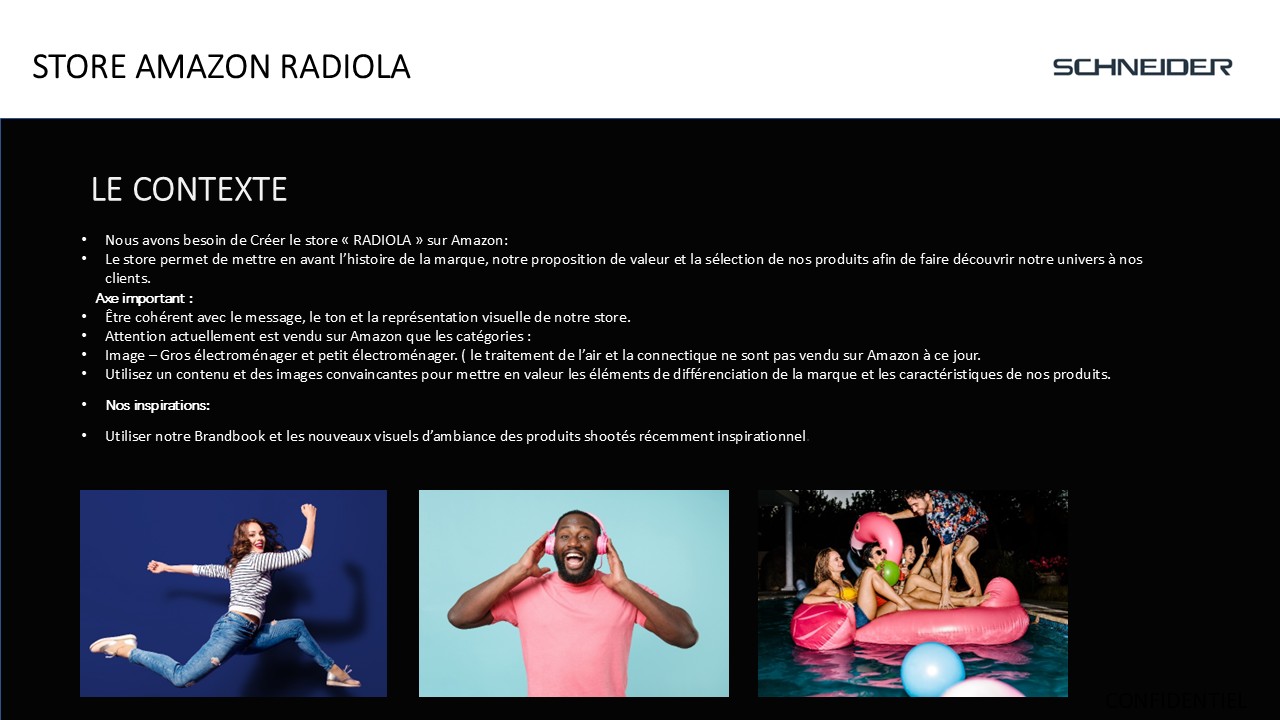 STORE AMAZON RADIOLA
SCHNEIDER
LE CONTEXTE
• Nous avons besoin de Créer le store « RADIOLA » sur Amazon:
• Le store permet de mettre en avant l’histoire de la marque, notre proposition de valeur et la sélection de nos produits afin de faire découvrir notre univers à nos
clients.
Axe important :
• Être cohérent avec le message, le ton et la représentation visuelle de notre store.
• Attention actuellement est vendu sur Amazon que les catégories :
• Image – Gros électroménager et petit électroménager. ( le traitement de l’air et la connectique ne sont pas vendu sur Amazon à ce jour.
• Utilisez un contenu et des images convaincantes pour mettre en valeur les éléments de différenciation de la marque et les caractéristiques de nos produits.
• Nos inspirations:
• Utiliser notre Brandbook et les nouveaux visuels d’ambiance des produits shootés récemment inspirationnel.
CONFIDENTIEL